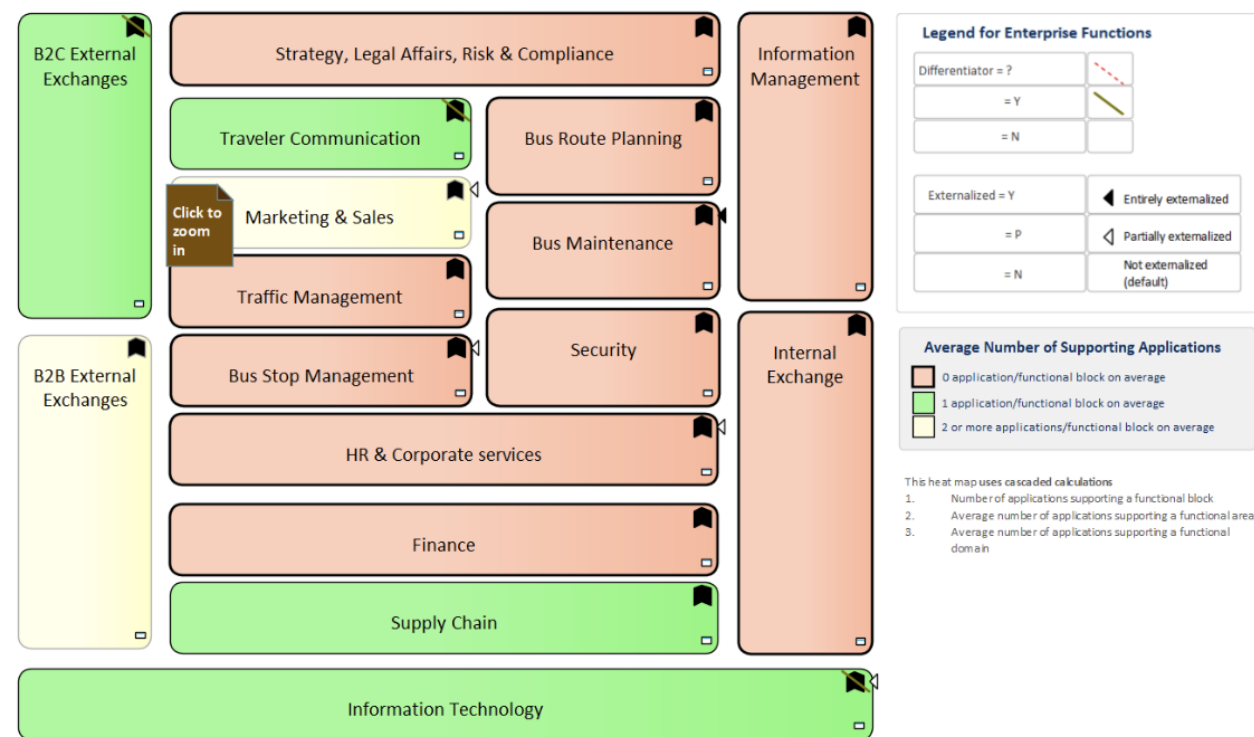 B2C External
Exchanges
Strategy, Legal Affairs, Risk & Compliance
Information
Management
Traveler Communication
Bus Route Planning
Click to
zoom
in
Marketing & Sales
Bus Maintenance
Traffic Management
B2B External
Exchanges
Bus Stop Management
Security
Internal
Exchange
HR & Corporate services
Finance
Supply Chain
Information Technology
Legend for Enterprise Functions
Differentiator = ?
= Y
= N
Externalized = Y
Entirely externalized
= P
Partially externalized
= N
Not externalized
(default)
Average Number of Supporting Applications
0 application/functional block on average
1 application/functional block on average
2 or more applications/functional block on average
This heat map uses cascaded calculations
1. Number of applications supporting a functional block
2. Average number of applications supporting a functional area
3. Average number of applications supporting a functional
domain